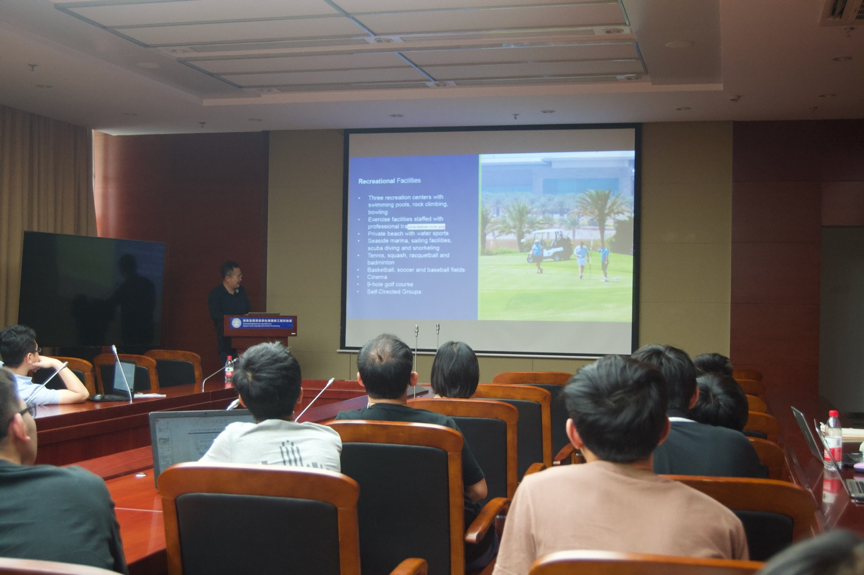 Recreational Facilities
• Three recreation centers with
swimming pools, rock climbing,
bowling
• Exercise facilities staffed with
professional
• Private beach with water sports
• Seaside marina, sailing facilities,
scuba diving and snorkeling
• Tennis, squash, racquetball and
badminton
• Basketball, soccer and baseball fields
• Cinema
• 9-hole golf course
• Self-Directed Groups